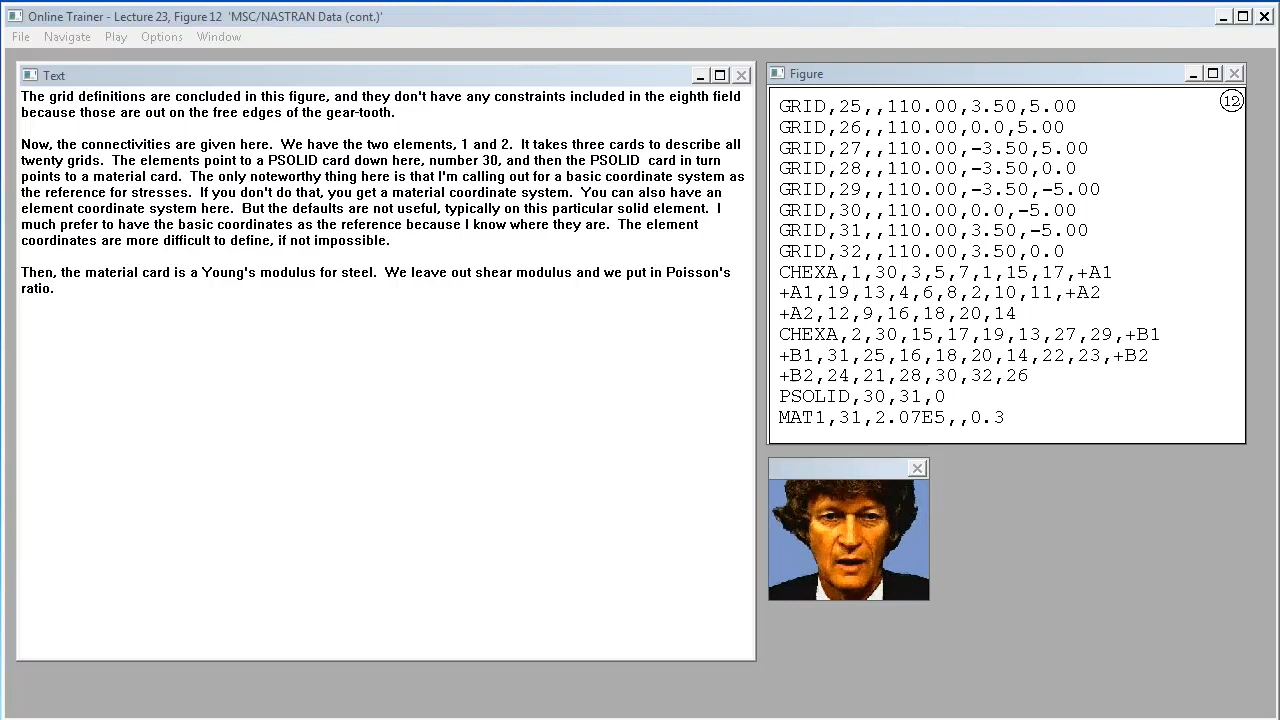 Online Trainer - Lecture 23, Figure 12  'MSC/NASTRAN Data (cont.)'
File Navigate Play Options Window
Text
The grid definitions are concluded in this figure, and they don't have any constraints included in the eighth field
because those are out on the free edges of the gear-tooth.
Now, the connectivities are given here.  We have the two elements, 1 and 2.  It takes three cards to describe all
twenty grids.  The elements point to a PSOLID card down here, number 30, and then the PSOLID  card in turn
points to a material card.  The only noteworthy thing here is that I'm calling out for a basic coordinate system as
the reference for stresses.  If you don't do that, you get a material coordinate system.  You can also have an
element coordinate system here.  But the defaults are not useful, typically on this particular solid element.  I
much prefer to have the basic coordinates as the reference because I know where they are.  The element
coordinates are more difficult to define, if not impossible.
Then, the material card is a Young's modulus for steel.  We leave out shear modulus and we put in Poisson's
ratio.
Figure
12
GRID,25,,110.00,3.50,5.00
GRID,26,,110.00,0.0,5.00
GRID,27,,110.00,-3.50,5.00
GRID,28,,110.00,-3.50,0.0
GRID,29,,110.00,-3.50,-5.00
GRID,30,,110.00,0.0,-5.00
GRID,31,,110.00,3.50,-5.00
GRID,32,,110.00,3.50,0.0
CHEXA,1,30,3,5,7,1,15,17,+A1
+A1,19,13,4,6,8,2,10,11,+A2
+A2,12,9,16,18,20,14
CHEXA,2,30,15,17,19,13,27,29,+B1
+B1,31,25,16,18,20,14,22,23,+B2
+B2,24,21,28,30,32,26
PSOLID,30,31,0
MAT1,31,2.07E5,,0.3